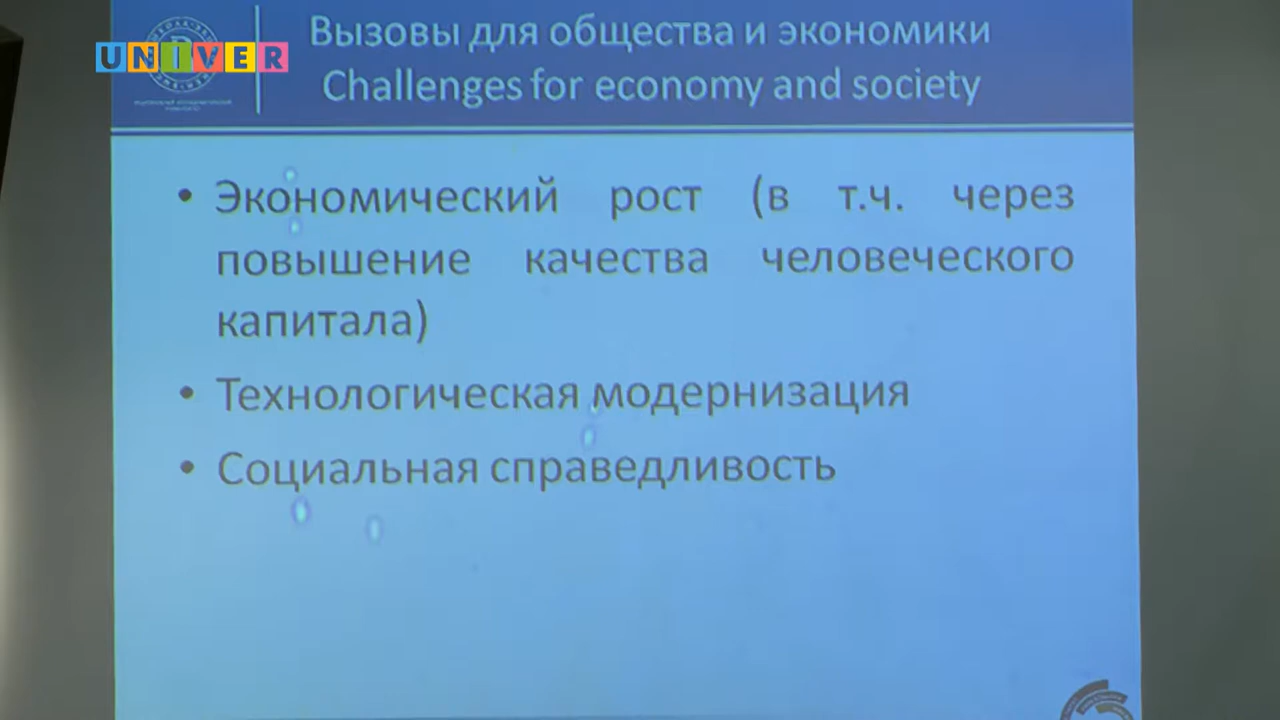 UNIVER
Вызовы для общества и экономики
Challenges for economy and society
• Экономический рост (в т.ч. через
повышение качества человеческого
капитала)
• Технологическая модернизация
• Социальная справедливость